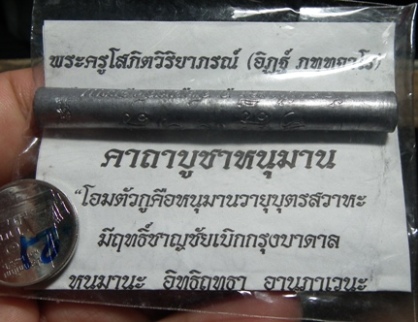 พระครูโสภิตวิริยาภรณ์ (อิฏฐ์ ภทฺทจาโร)
คาถาบูชาหนุมาน
“โอมตัวกูคือหนุมานวายุบุตรสวาหะ
มีฤทธิ์ชาญชัยเบิกกรุงบาดาล
หนุมานะ อิทธิฤทธา อานุภาเวนะ